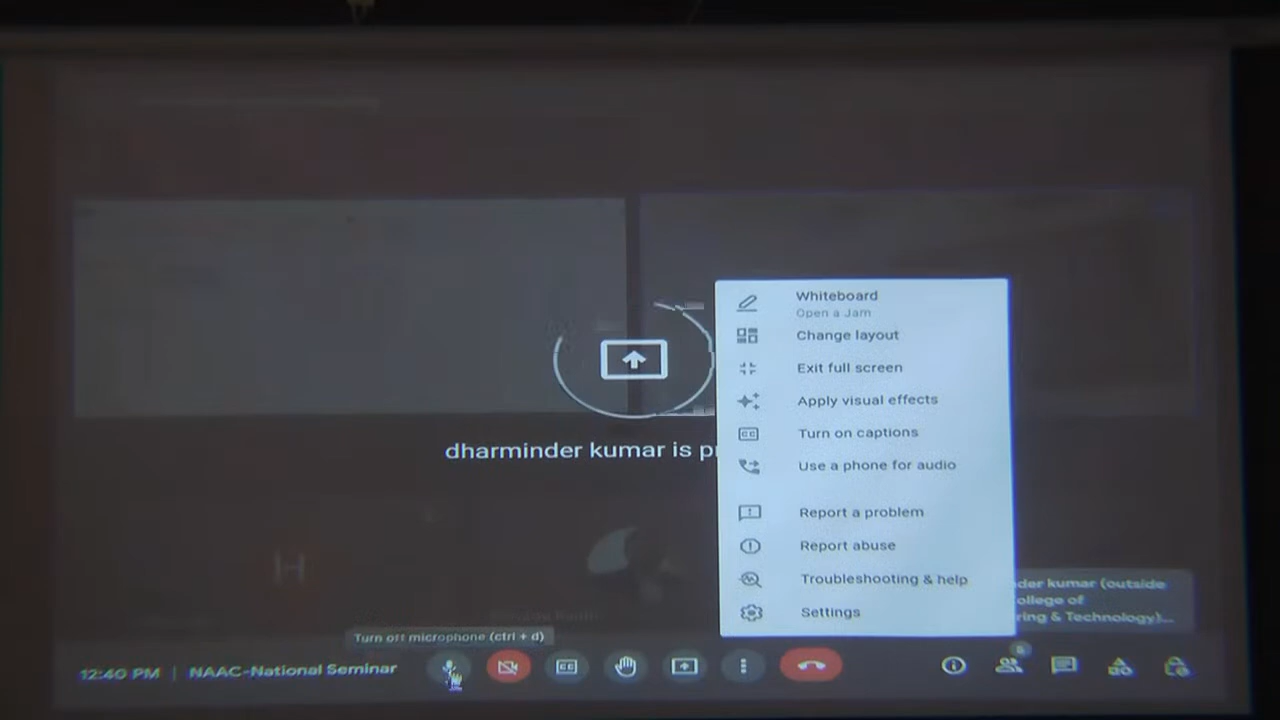 Whiteboard
Open a Jam
Change layout
Exit full screen
Apply visual effects
CC
Turn on captions
Use a phone for audio
dharminder kumar is pr
Report a problem
Report abuse
Troubleshooting & help
Settings
H
der kumar (outside
ollege of
ring & Technology)...
Turn off microphone (ctrl + d)
12:40 PM | NAAC-National Seminar
CC